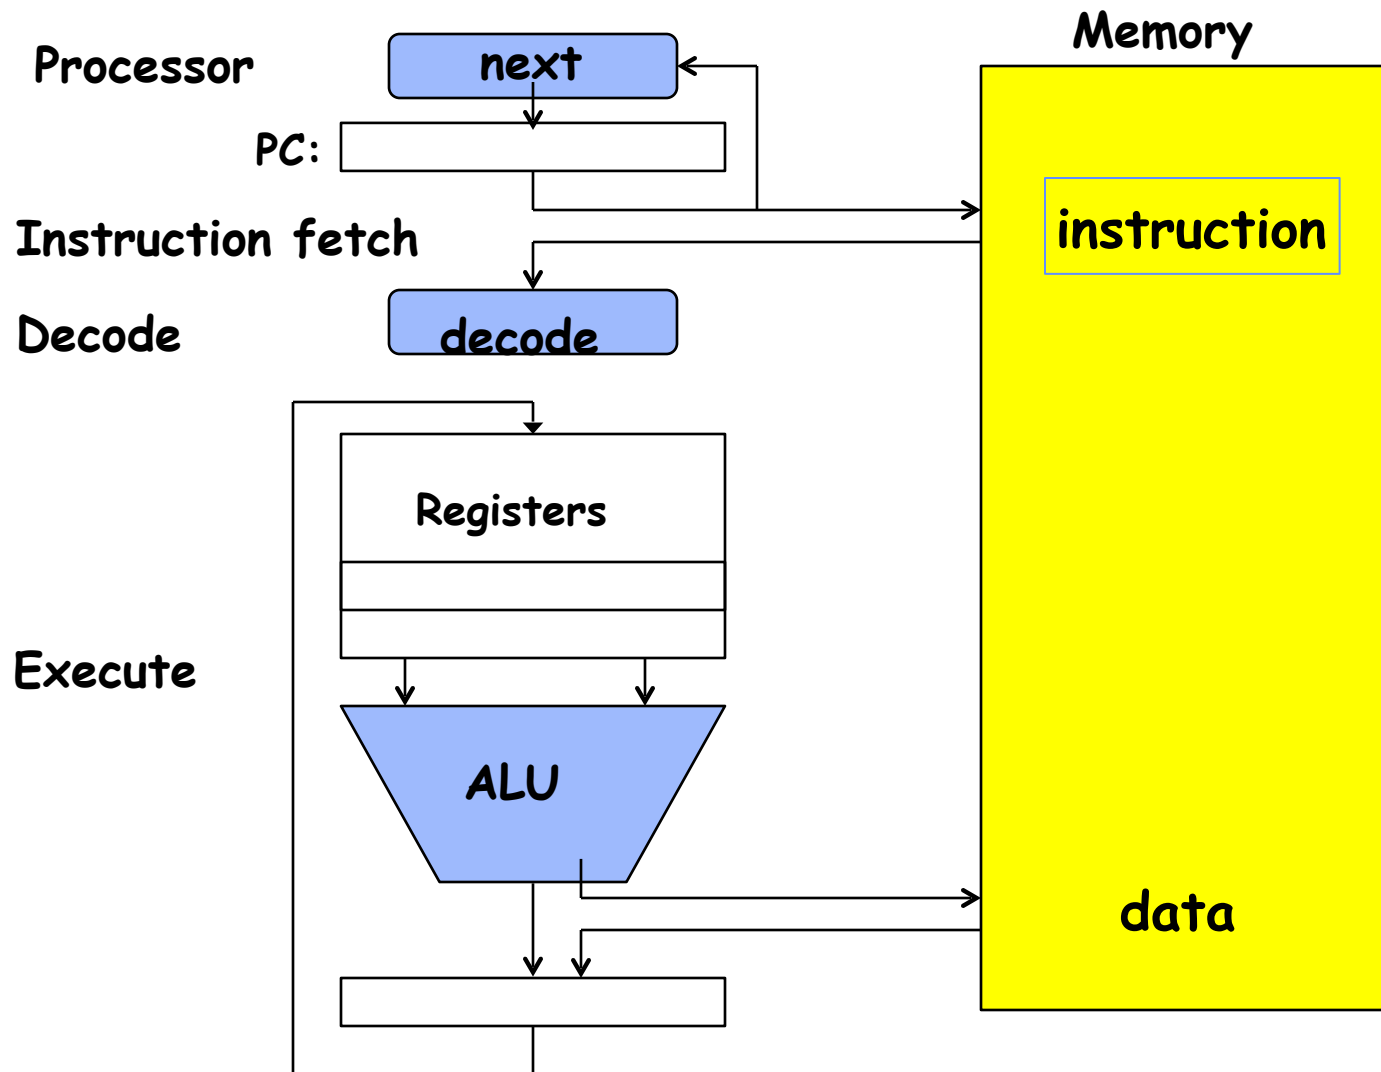 Memory
Processor
next
PC:
instruction
Instruction fetch
Decode
decode
Registers
Execute
ALU
data